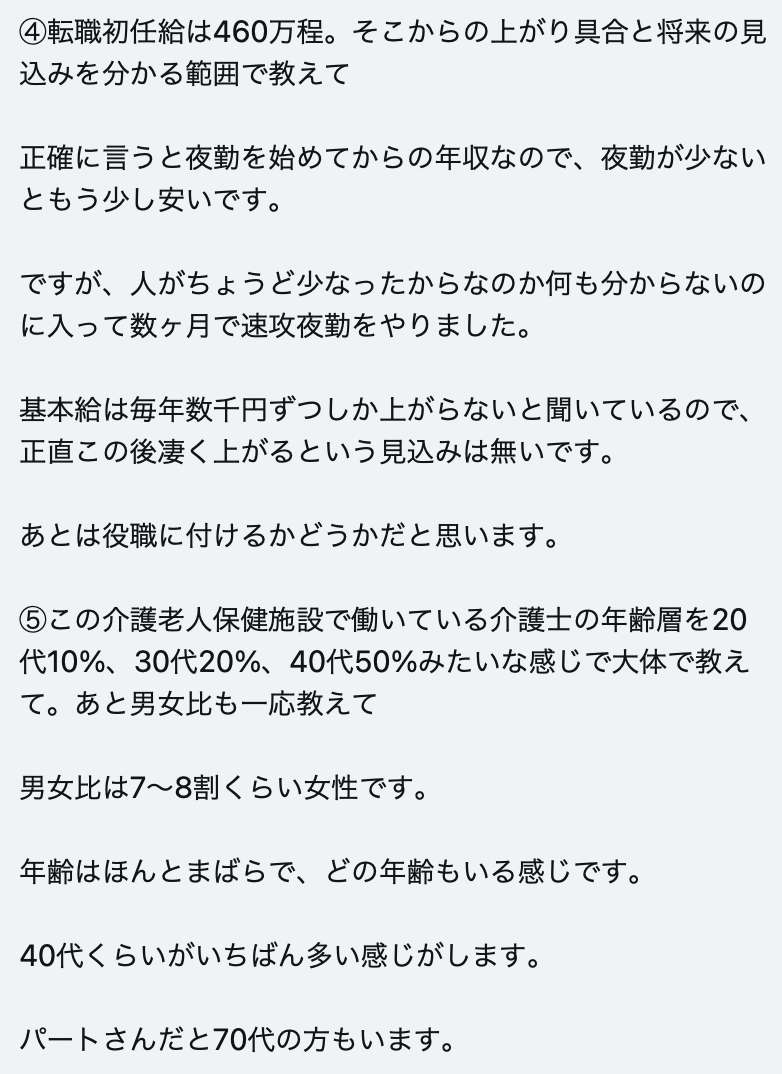 ④転職初任給は460万程。そこからの上がり具合と将来の見
込みを分かる範囲で教えて
正確に言うと夜勤を始めてからの年収なので、夜勤が少ない
ともう少し安いです。
ですが、人がちょうど少なったからなのか何も分からないの
に入って数ヶ月で速攻夜勤をやりました。
基本給は毎年数千円ずつしか上がらないと聞いているので、
正直この後凄く上がるという見込みは無いです。
あとは役職に付けるかどうかだと思います。
⑤この介護老人保健施設で働いている介護士の年齢層を20
代10%、30代20%、40代50%みたいな感じで大体で教え
て。あと男女比も一応教えて
男女比は7〜8割くらい女性です。
年齢はほんとまばらで、どの年齢もいる感じです。
40代くらいがいちばん多い感じがします。
パートさんだと70代の方もいます。